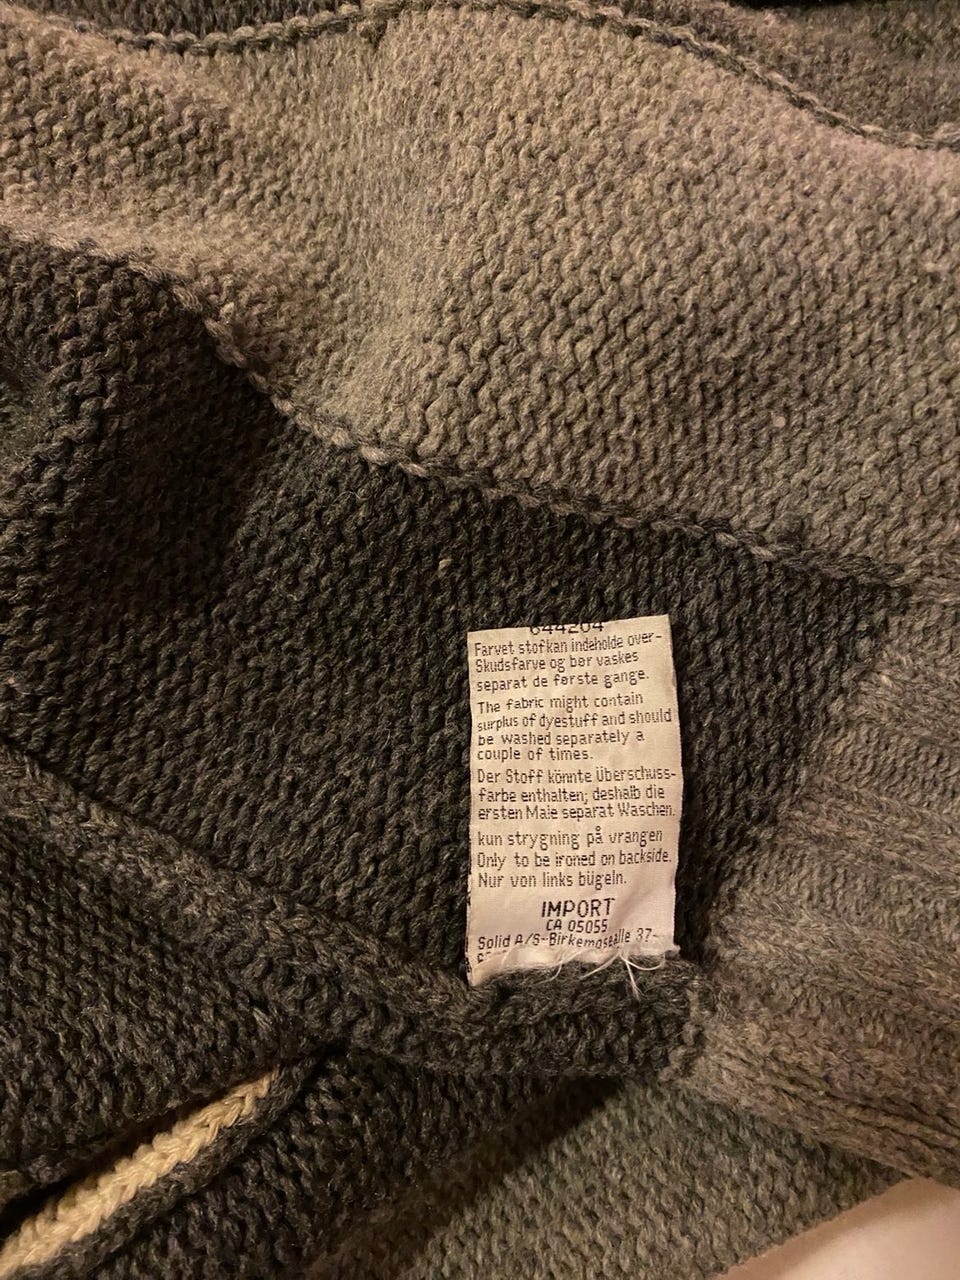 644264
Farvet stofkan indeholde over-
Skudsfarve og bør vaskes
separat de første gange.
The fabric might contain
surplus of dyestuff and should
be washed separately a
couple of times.
Der Stoff könnte Überschuss-
farbe enthalten; deshalb die
ersten Male separat Waschen.
kun strygning på vrangen
Only to be ironed on backside.
Nur von links bügeln.
IMPORT
CA 05055
Solid A/S-Birkemosealle 37-